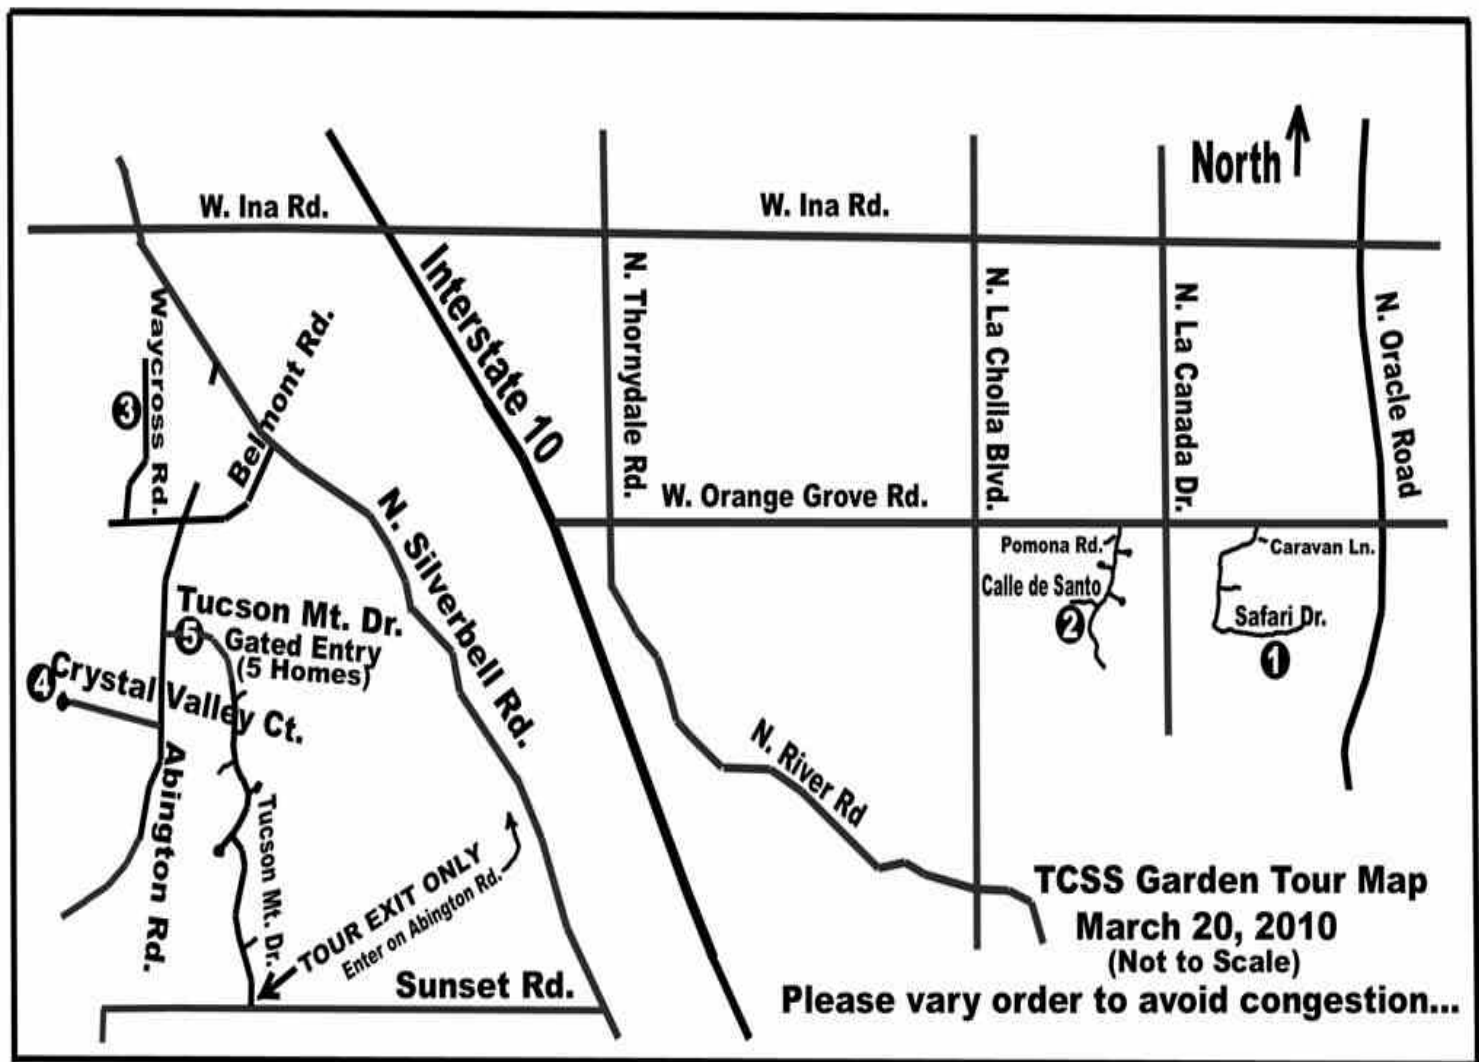 North
W. Ina Rd.
W. Ina Rd.
Interstate 10
N. Thornydale Rd.
N. La Cholla Blvd.
N. La Canada Dr.
N. Oracle Road
Waycross Rd.
3
Belmont Rd.
W. Orange Grove Rd.
N. Silverbell Rd.
Pomona Rd.
Caravan Ln.
Calle de Santo
2
Safari Dr.
1
Tucson Mt. Dr.
5
Gated Entry
(5 Homes)
4
Crystal Valley Ct.
Abington Rd.
Tucson Mt. Dr.
N. River Rd
TOUR EXIT ONLY
Enter on Abington Rd.
Sunset Rd.
TCSS Garden Tour Map
March 20, 2010
(Not to Scale)
Please vary order to avoid congestion...